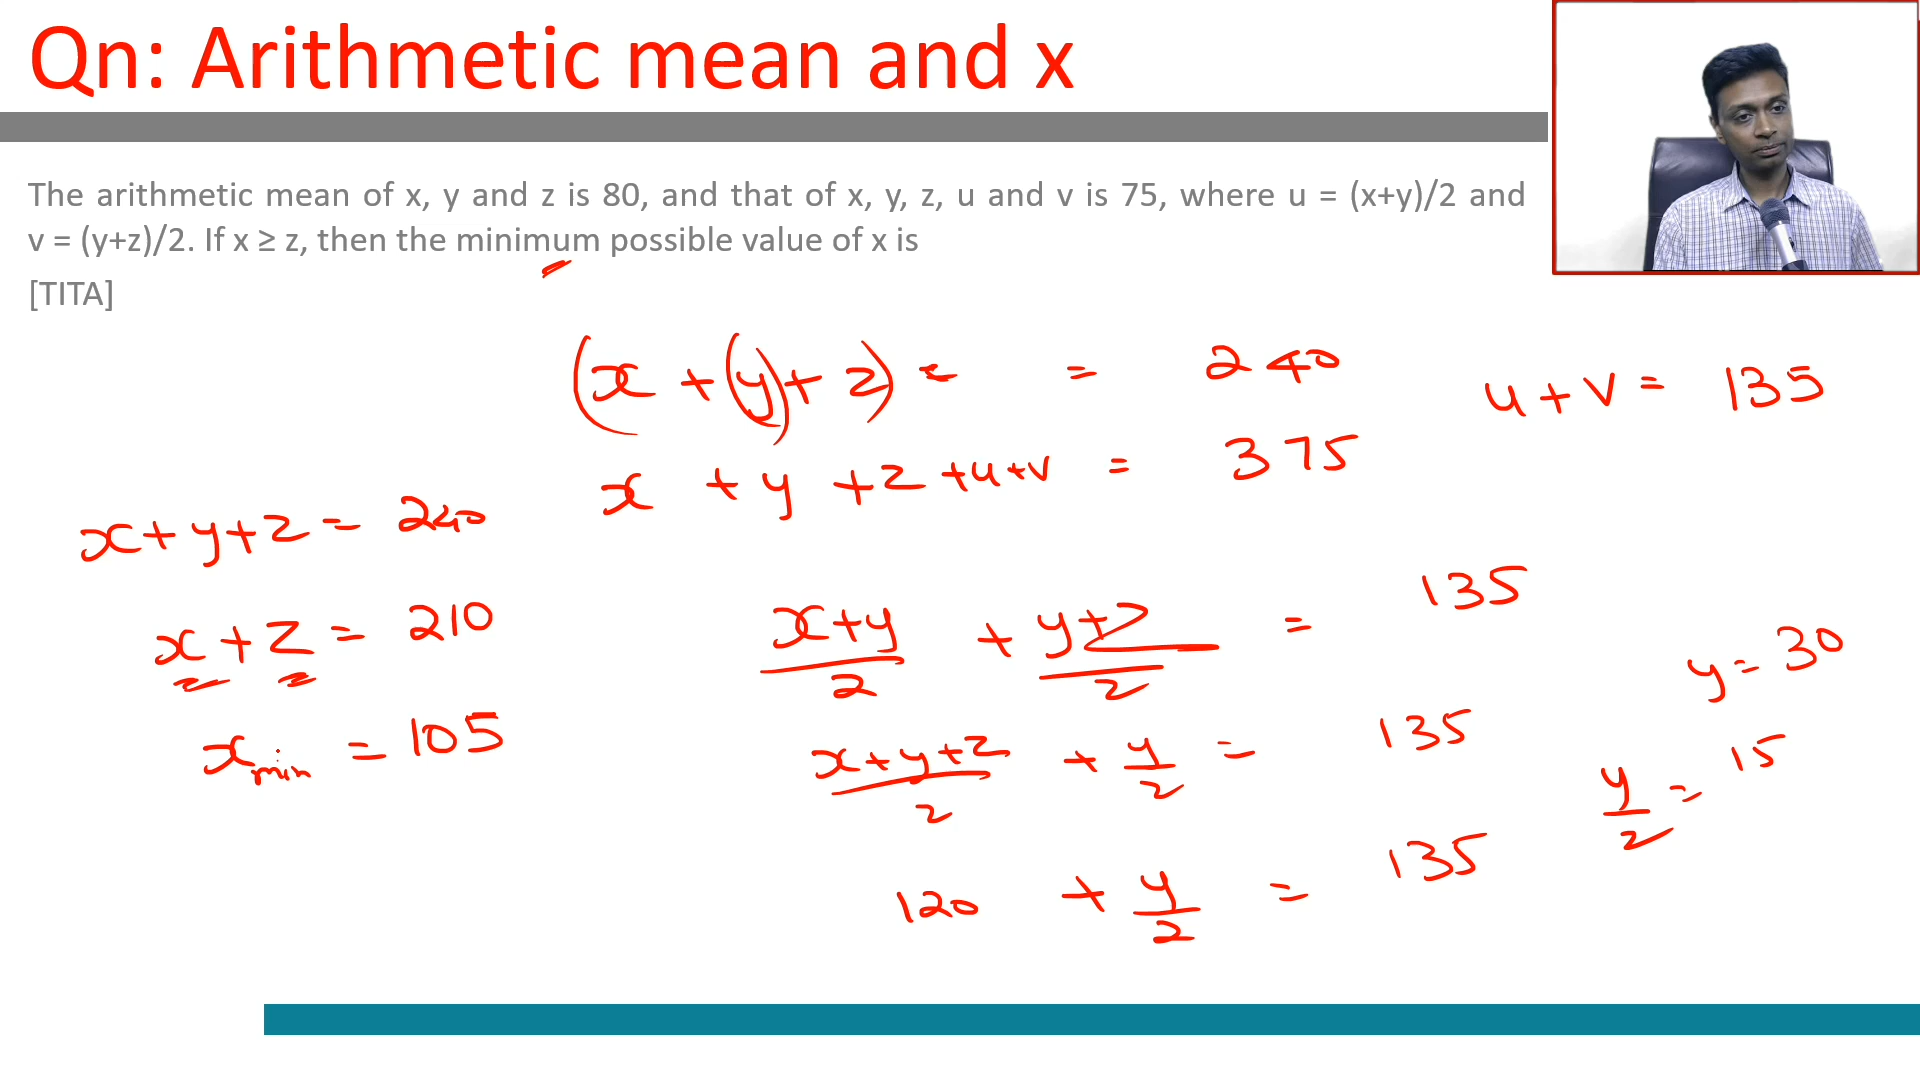 Qn: Arithmetic mean and x
The arithmetic mean of x, y and z is 80, and that of x, y, z, u and v is 75, where u = (x+y)/2 and
v = (y+z)/2. If x ≥ z, then the minimum possible value of x is
[TITA]
(x + (y) + z) = = 240
u + v = 135
x + y + z + u + v = 375
x + y + z = 240
x + z = 210
x min = 105
(x+y)/2 + (y+z)/2 = 135
(x+y+z)/2 + y/2 = 135
120 + y/2 = 135
y = 30
y/2 = 15